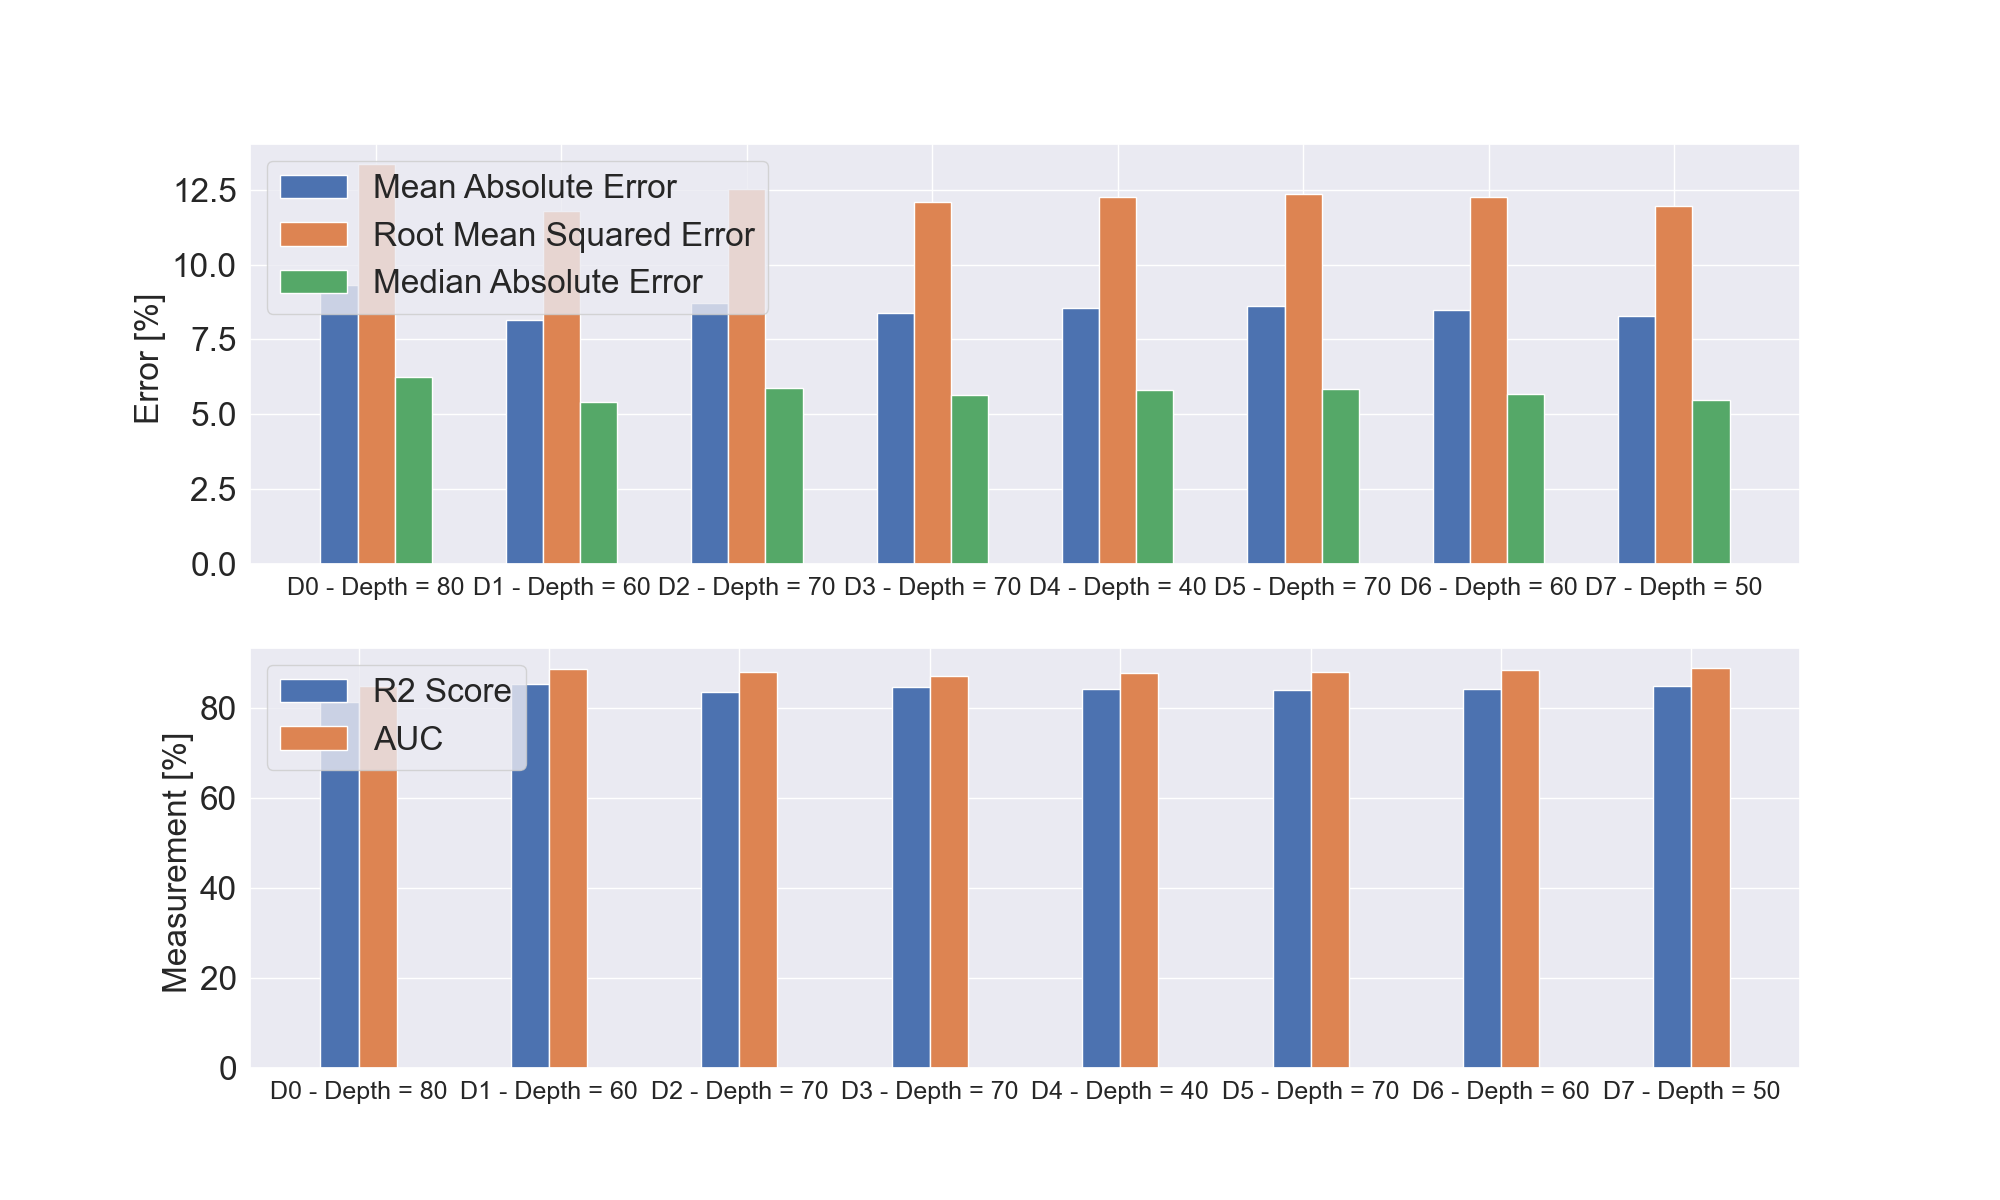 Mean Absolute Error
Root Mean Squared Error
Median Absolute Error
Error [%]
12.5
10.0
7.5
5.0
2.5
0.0
D0 - Depth = 80 D1 - Depth = 60 D2 - Depth = 70 D3 - Depth = 70 D4 - Depth = 40 D5 - Depth = 70 D6 - Depth = 60 D7 - Depth = 50
R2 Score
AUC
Measurement [%]
80
60
40
20
0
D0 - Depth = 80 D1 - Depth = 60 D2 - Depth = 70 D3 - Depth = 70 D4 - Depth = 40 D5 - Depth = 70 D6 - Depth = 60 D7 - Depth = 50